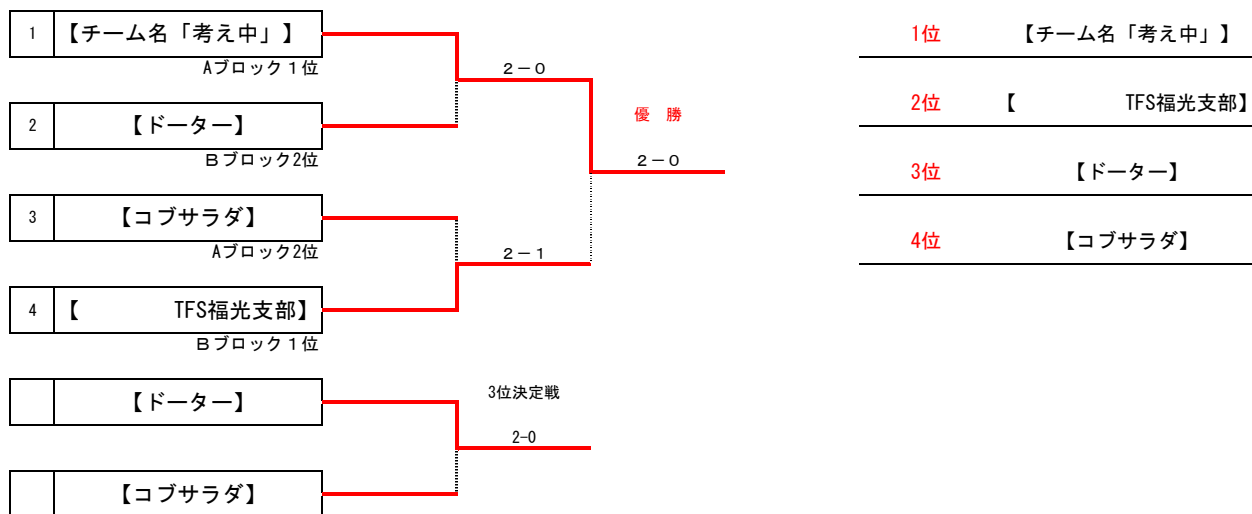 1 【チーム名「考え中」】
Aブロック１位
２－０
2 【ドーター】
Ｂブロック2位
優　勝
２－０
3 【コブサラダ】
Aブロック2位
２－１
4 【　　　　TFS福光支部】
Ｂブロック１位
【ドーター】
3位決定戦
2-0
【コブサラダ】
1位 【チーム名「考え中」】
2位 【　　　　TFS福光支部】
3位 【ドーター】
4位 【コブサラダ】